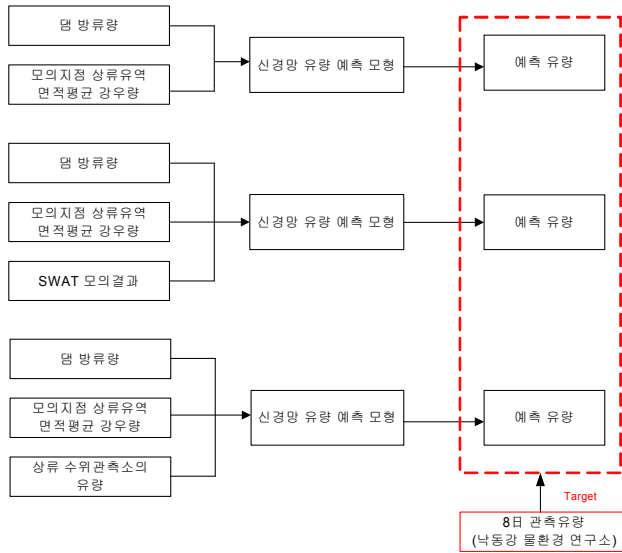 댐 방류량
모의지점 상류유역
면적평균 강우량
신경망 유량 예측 모형
예측 유량
댐 방류량
모의지점 상류유역
면적평균 강우량
SWAT 모의결과
신경망 유량 예측 모형
예측 유량
댐 방류량
모의지점 상류유역
면적평균 강우량
상류 수위관측소의
유량
신경망 유량 예측 모형
예측 유량
Target
8日 관측유량
(낙동강 물환경 연구소)